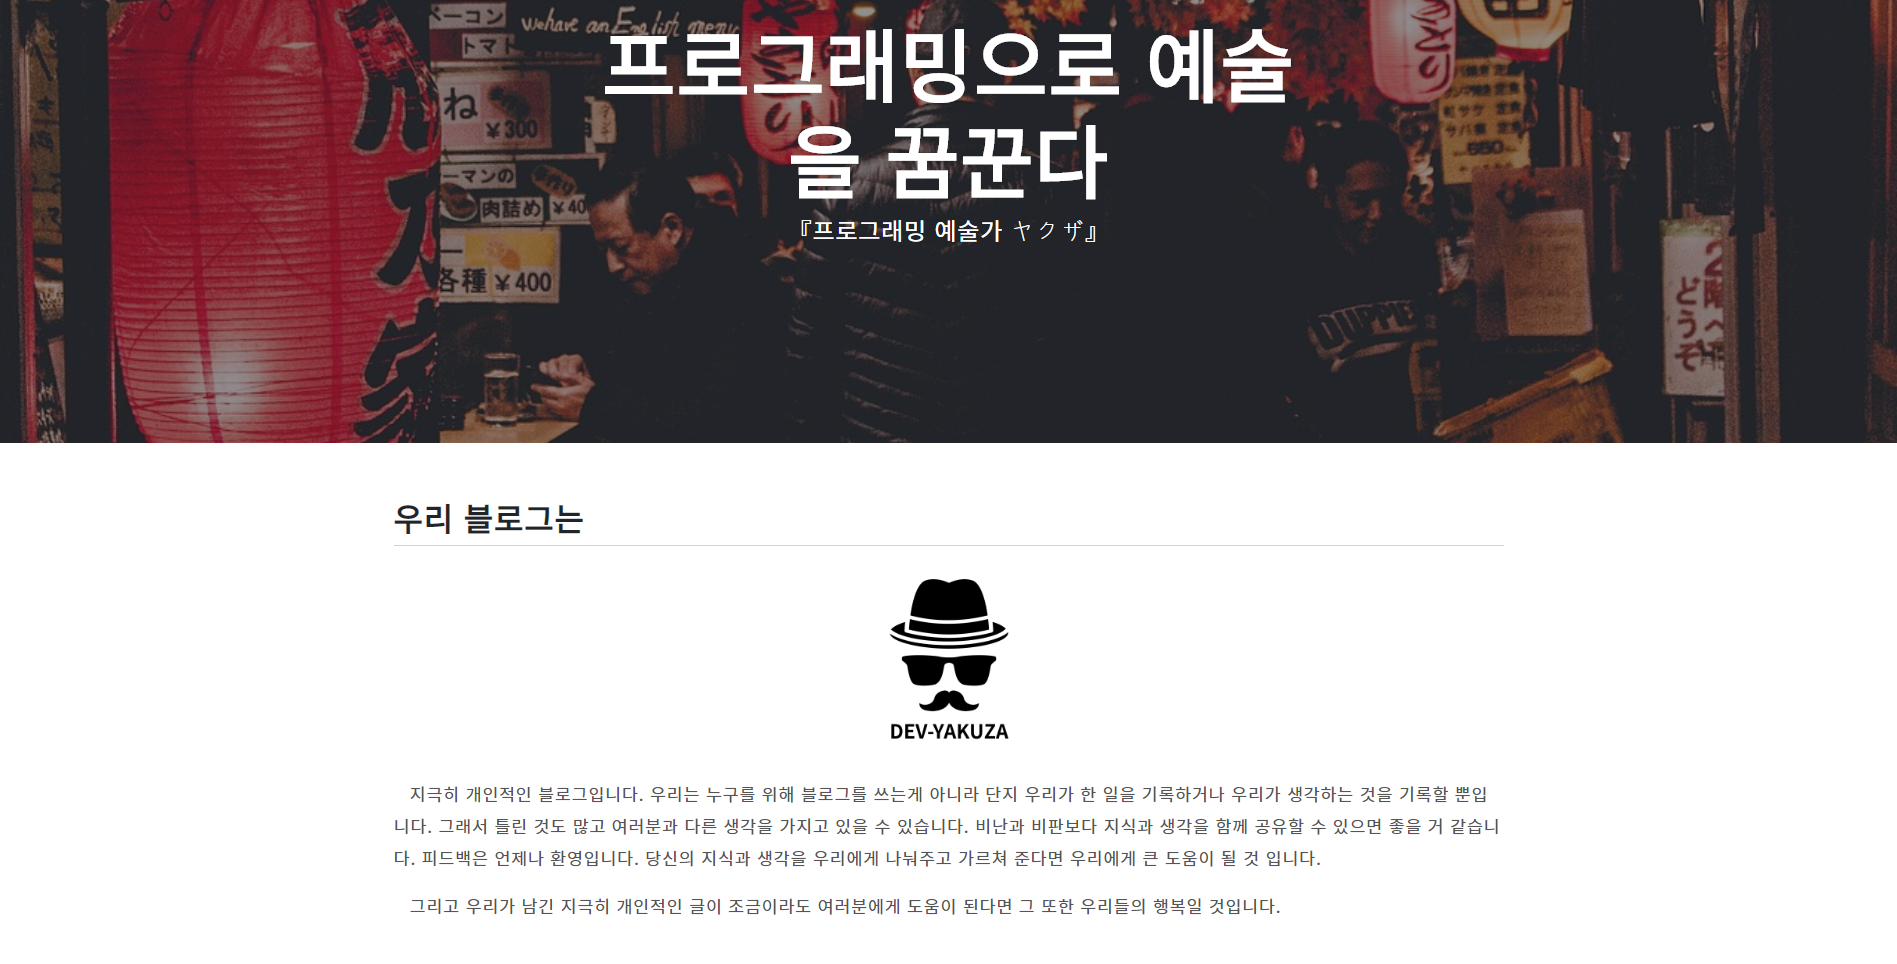 ベーコン
we have an English menu
トマト
프로그래밍으로 예술
을 꿈꾼다
ね
¥300
ーマンの
肉詰め ¥40
『프로그래밍 예술가 ヤクザ』
各種 ¥400
DUPPIE
2階へ
どうぞ
우리 블로그는
DEV-YAKUZA
지극히 개인적인 블로그입니다. 우리는 누구를 위해 블로그를 쓰는게 아니라 단지 우리가 한 일을 기록하거나 우리가 생각하는 것을 기록할 뿐입
니다. 그래서 틀린 것도 많고 여러분과 다른 생각을 가지고 있을 수 있습니다. 비난과 비판보다 지식과 생각을 함께 공유할 수 있으면 좋을 거 같습니
다. 피드백은 언제나 환영입니다. 당신의 지식과 생각을 우리에게 나눠주고 가르쳐 준다면 우리에게 큰 도움이 될 것 입니다.
그리고 우리가 남긴 지극히 개인적인 글이 조금이라도 여러분에게 도움이 된다면 그 또한 우리들의 행복일 것입니다.